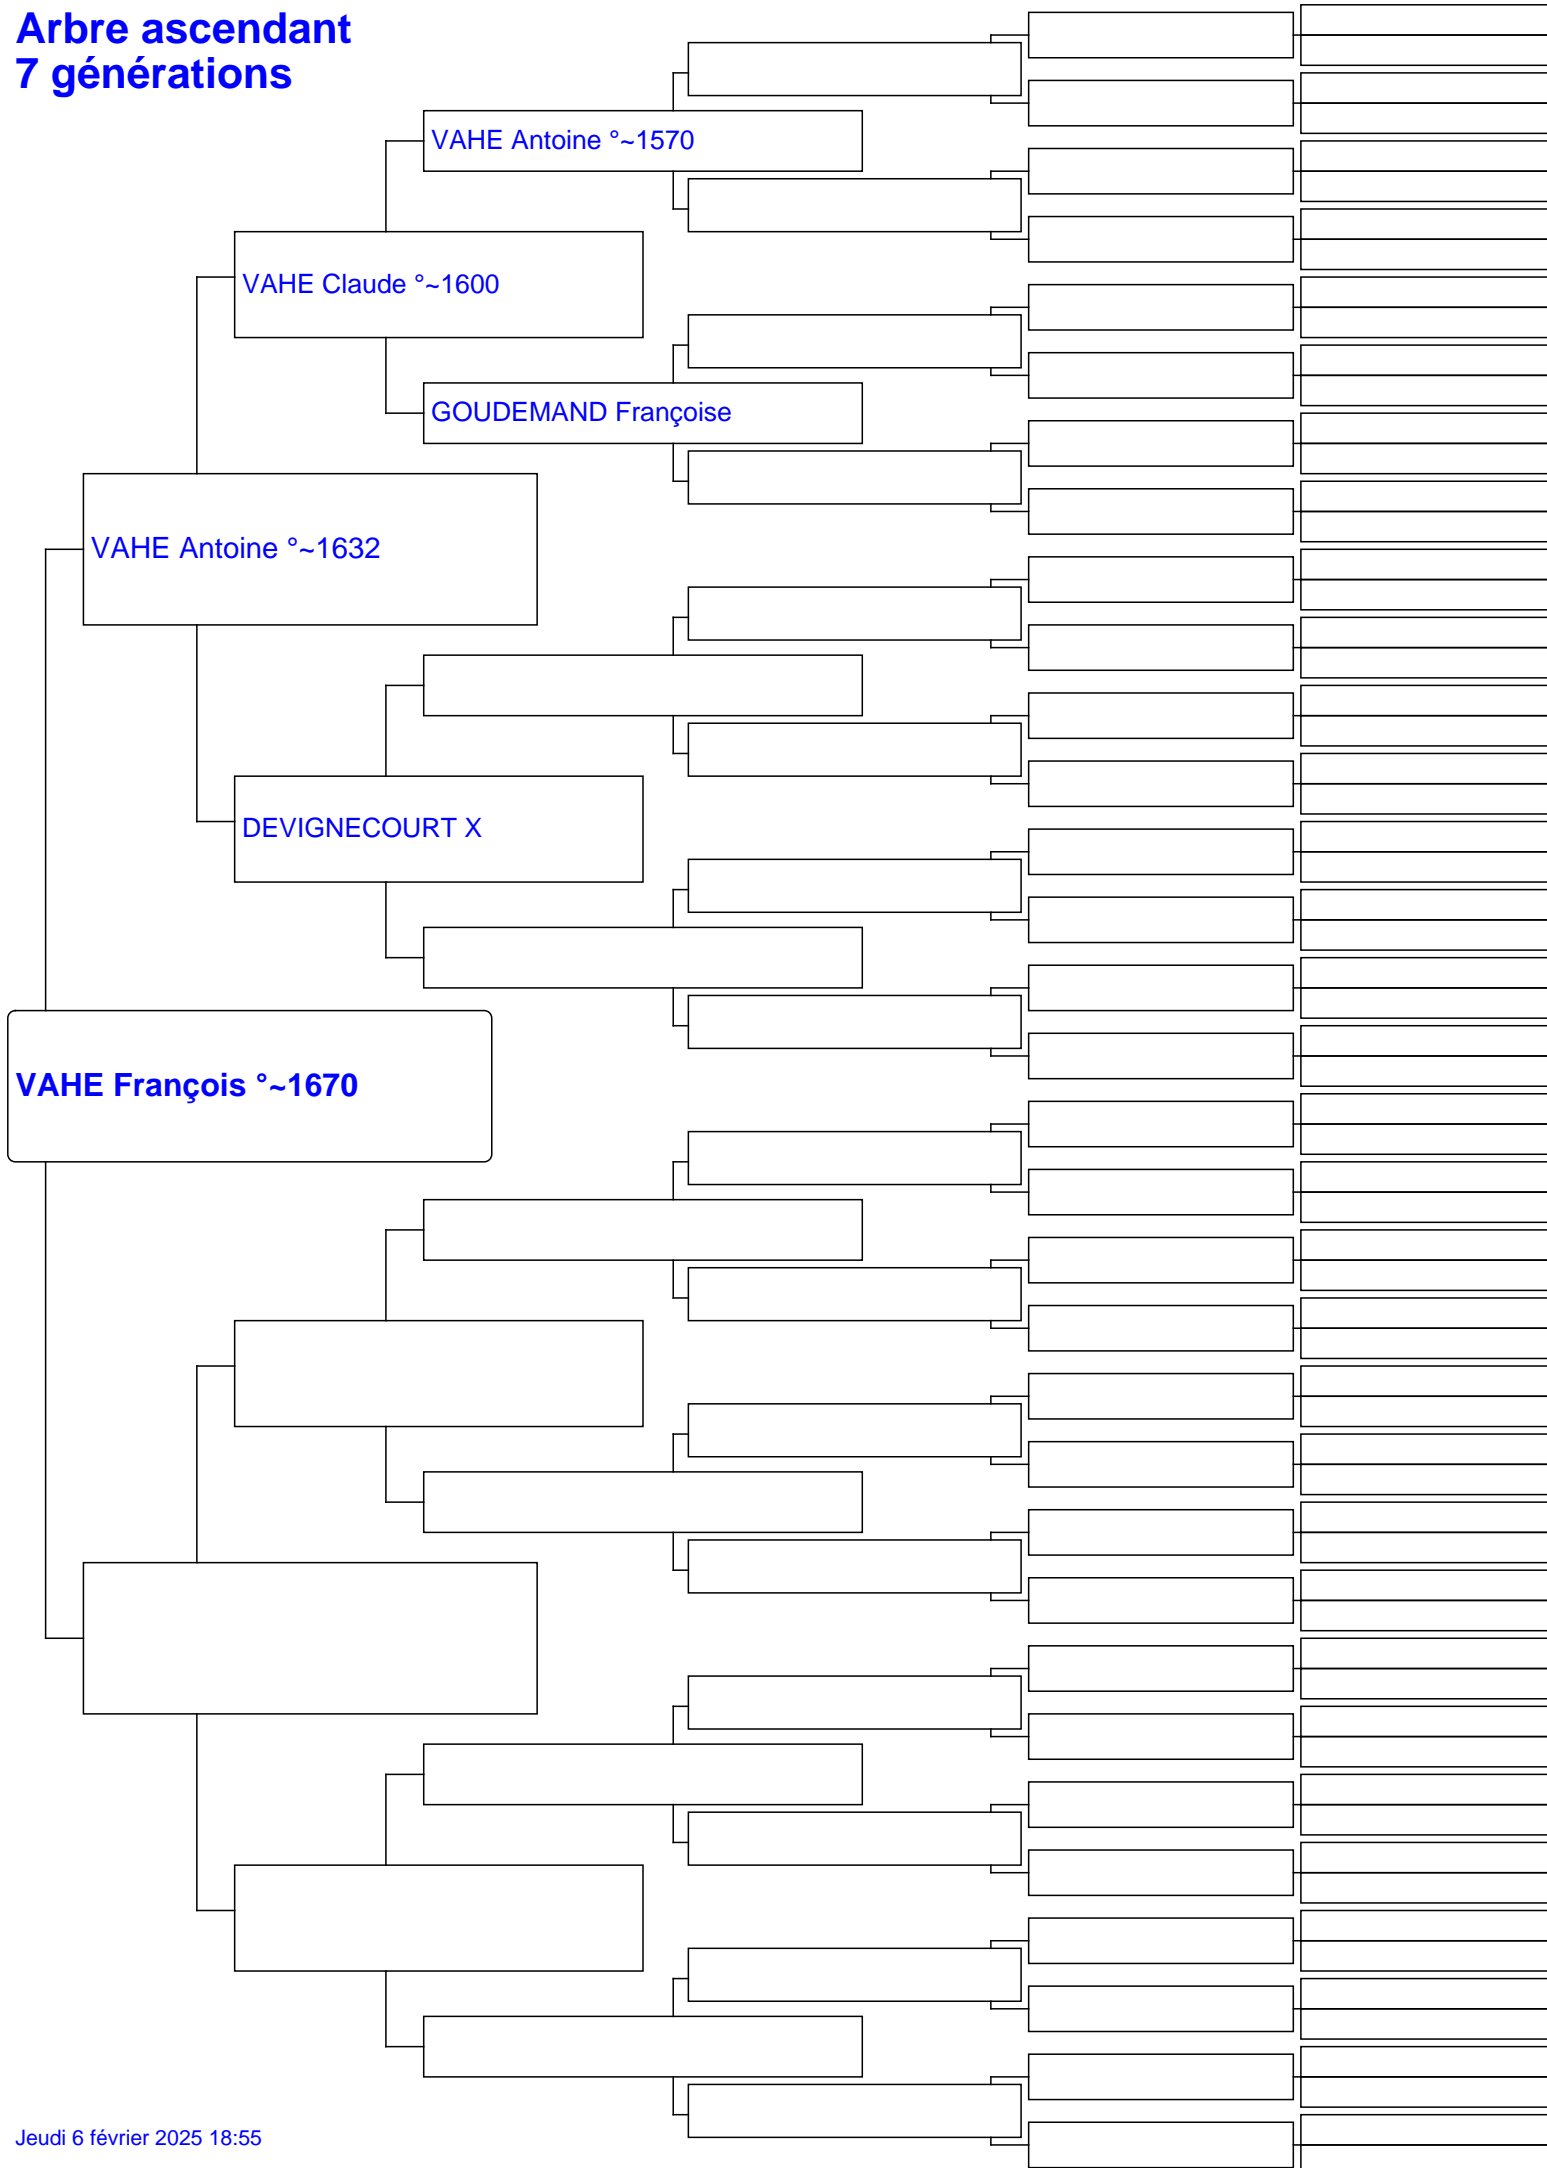 Arbre ascendant
7 générations
VAHE Antoine °~1570
VAHE Claude °~1600
GOUDEMAND Françoise
VAHE Antoine °~1632
DEVIGNECOURT X
VAHE François °~1670
Jeudi 6 février 2025 18:55